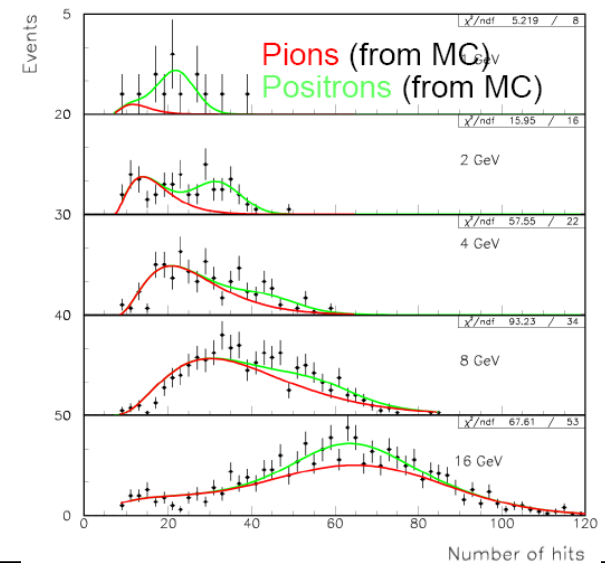 Events
5
χ²/ndf 5.219 / 8
Pions (from MC)
GeV
Positrons (from MC)
20
χ²/ndf 15.95 / 16
2 GeV
30
χ²/ndf 57.55 / 22
4 GeV
40
χ²/ndf 93.23 / 34
8 GeV
50
χ²/ndf 67.61 / 53
16 GeV
0
0 20 40 60 80 100 120
Number of hits